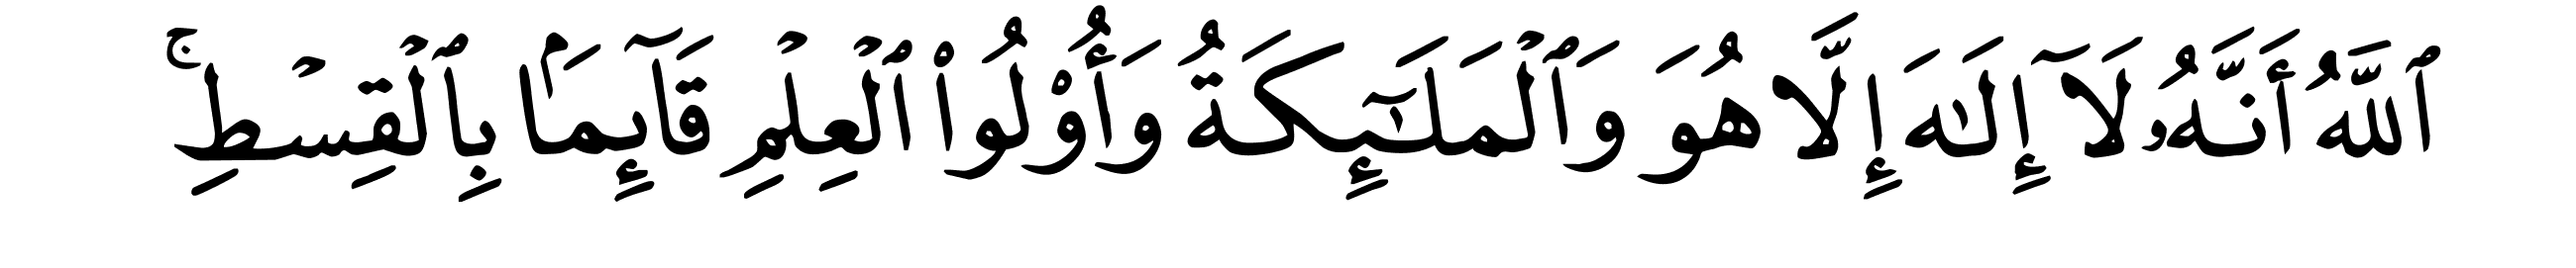 ٱللَّهُ أَنَّهُۥ لَآ إِلَـٰهَ إِلَّا هُوَ وَٱلْمَلَـٰٓئِكَةُ وَأُو۟لُوا۟ ٱلْعِلْمِ قَآئِمًۢا بِٱلْقِسْطِ ۚ